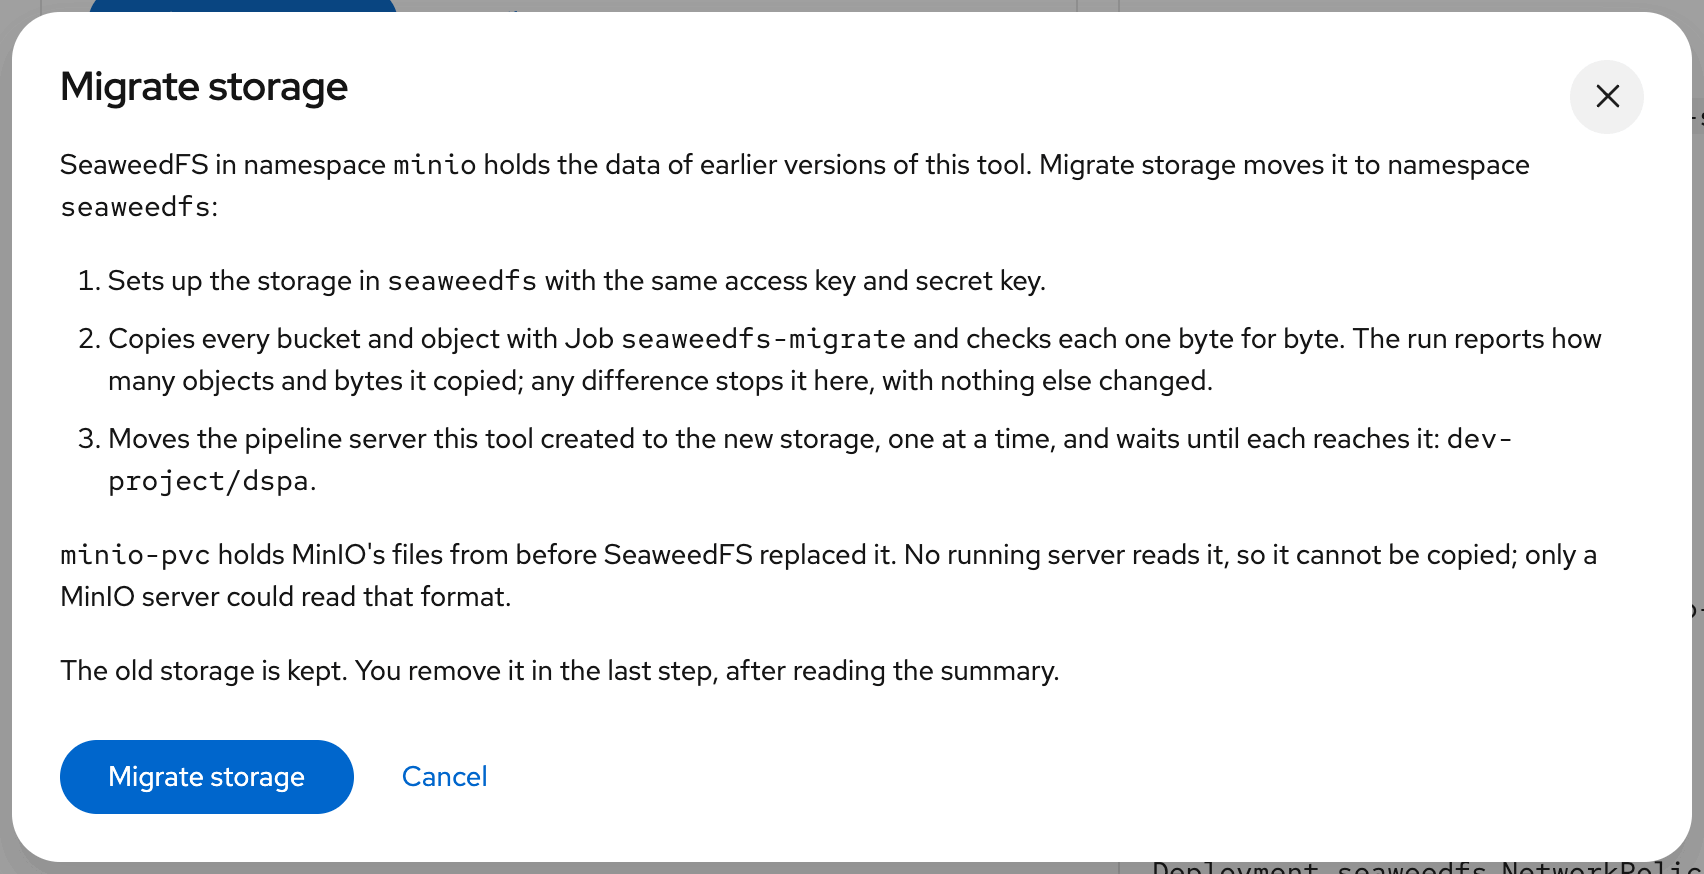 Migrate storage
SeaweedFS in namespace minio holds the data of earlier versions of this tool. Migrate storage moves it to namespace
seaweedfs:
1. Sets up the storage in seaweedfs with the same access key and secret key.
2. Copies every bucket and object with Job seaweedfs-migrate and checks each one byte for byte. The run reports how
many objects and bytes it copied; any difference stops it here, with nothing else changed.
3. Moves the pipeline server this tool created to the new storage, one at a time, and waits until each reaches it: dev-
project/dspa.
minio-pvc holds MinIO's files from before SeaweedFS replaced it. No running server reads it, so it cannot be copied; only a
MinIO server could read that format.
The old storage is kept. You remove it in the last step, after reading the summary.
Migrate storage
Cancel
Deployment seaweedfs